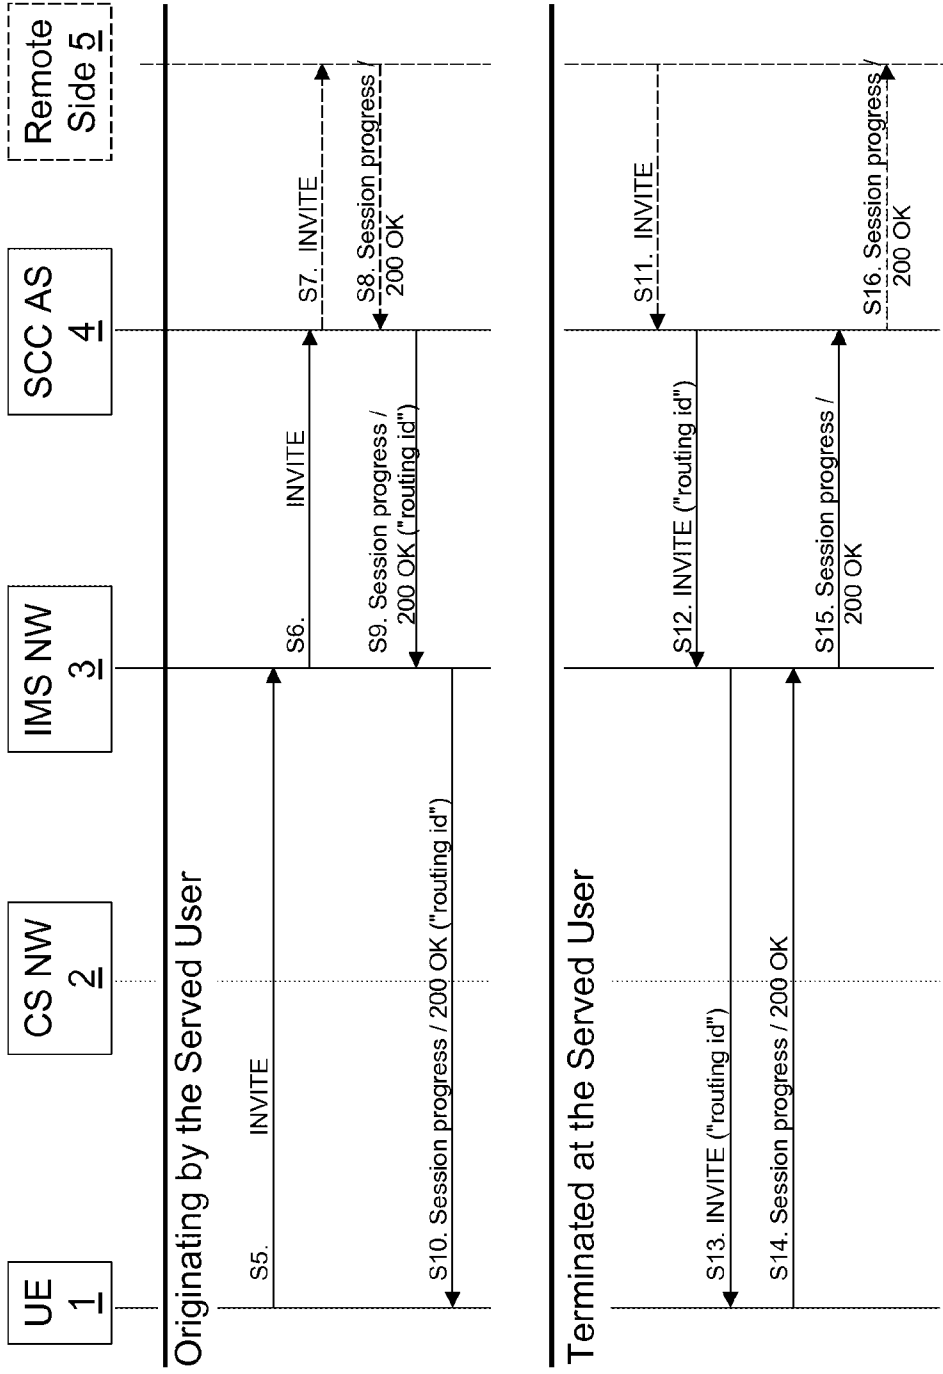 UE
1
CS NW
2
IMS NW
3
SCC AS
4
Remote
Side 5
Originating by the Served User
S5. INVITE
S6. INVITE
S7. INVITE
S8. Session progress /
200 OK
S9. Session progress /
200 OK ("routing id")
S10. Session progress / 200 OK ("routing id")
Terminated at the Served User
S11. INVITE
S12. INVITE ("routing id")
S13. INVITE ("routing id")
S14. Session progress / 200 OK
S15. Session progress /
200 OK
S16. Session progress /
200 OK